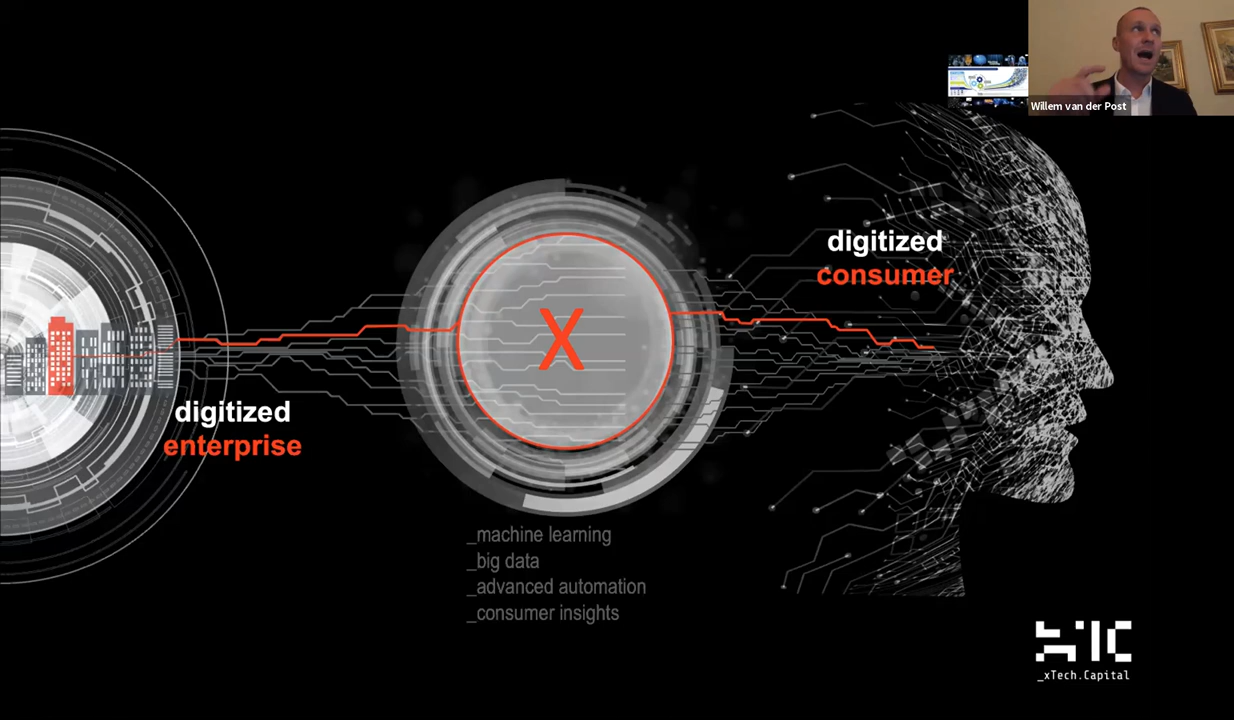 Willem van der Post
digitized
consumer
X
digitized
enterprise
_machine learning
_big data
_advanced automation
_consumer insights
_xTech.Capital